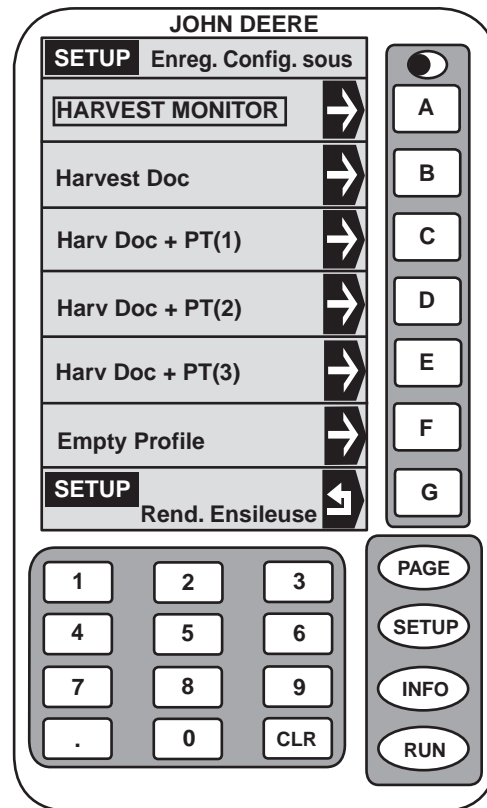 JOHN DEERE
SETUP Enreg. Config. sous
HARVEST MONITOR
Harvest Doc
Harv Doc + PT(1)
Harv Doc + PT(2)
Harv Doc + PT(3)
Empty Profile
SETUP
Rend. Ensileuse
A
B
C
D
E
F
G
1 2 3
4 5 6
7 8 9
. 0 CLR
PAGE
SETUP
INFO
RUN